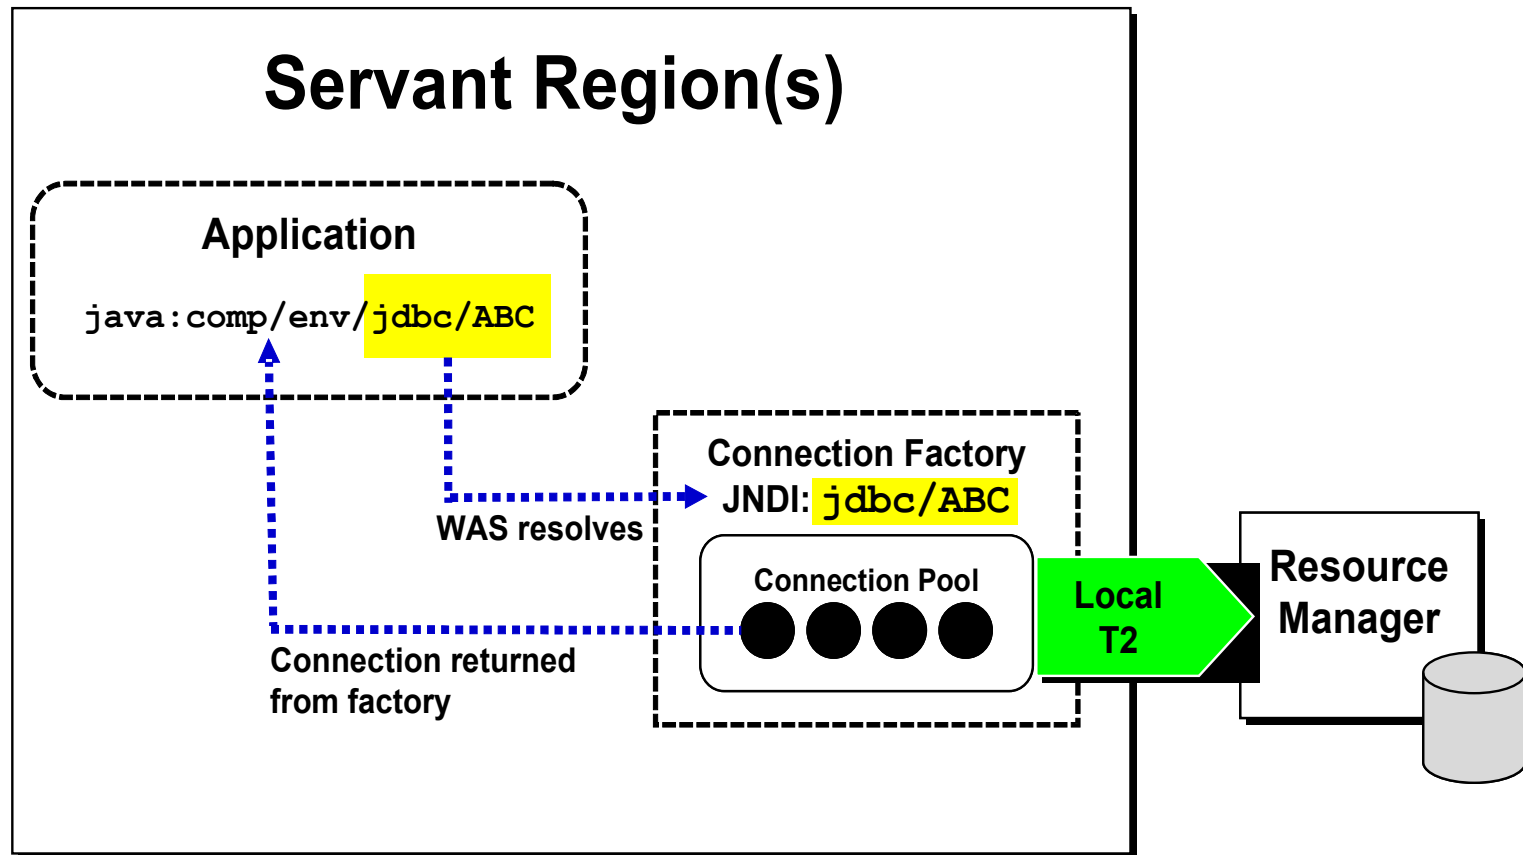 Servant Region(s)
Application
java:comp/env/jdbc/ABC
Connection Factory
JNDI: jdbc/ABC
WAS resolves
Connection Pool
Local
T2
Resource
Manager
Connection returned
from factory